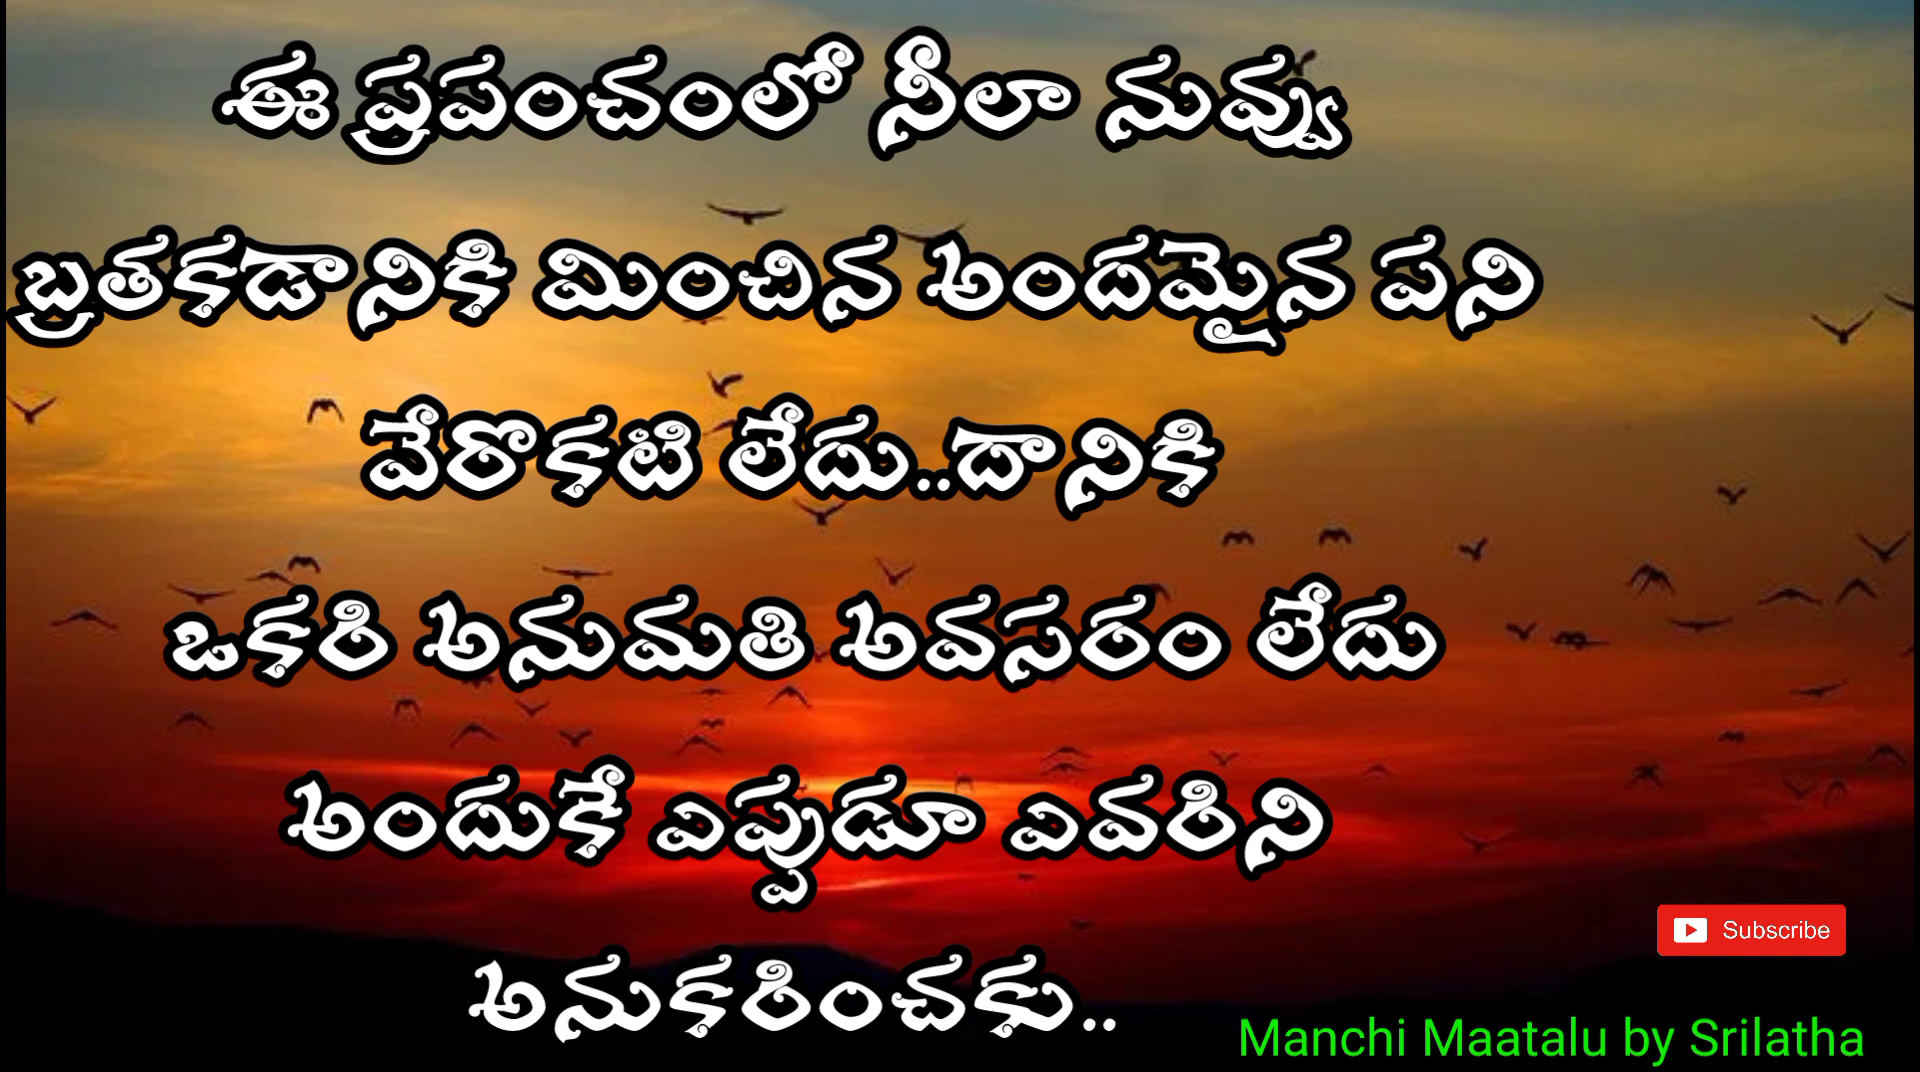 ఈ ప్రపంచంలో నీలా నువ్వు
బ్రతకడానికి మించిన అందమైన పని
వేరొకటి లేదు..దానికి
ఒకరి అనుమతి అవసరం లేదు
అందుకే ఎప్పుడూ ఎవరిని
అనుకరించకు..
Subscribe
Manchi Maatalu by Srilatha